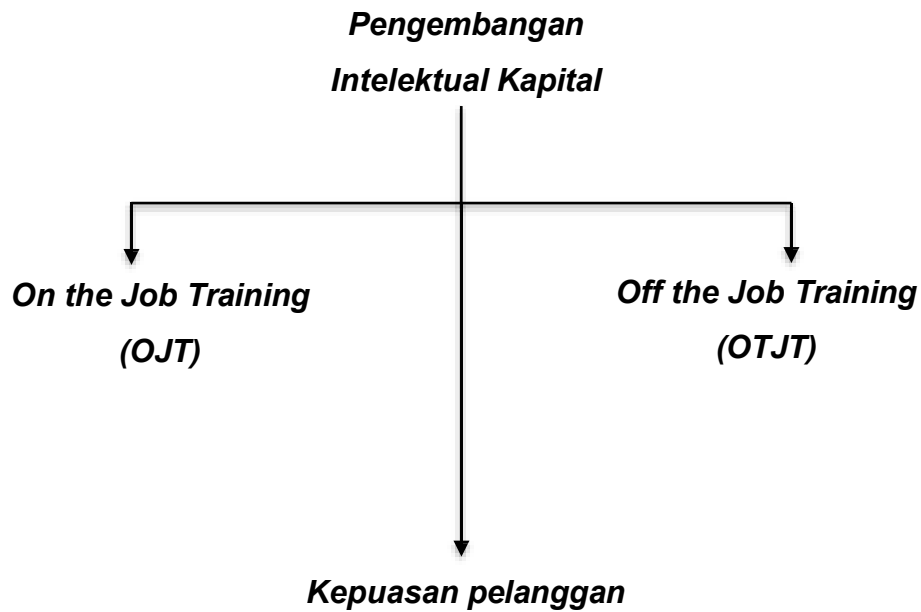 Pengembangan
Intelektual Kapital
On the Job Training
(OJT)
Off the Job Training
(OTJT)
Kepuasan pelanggan